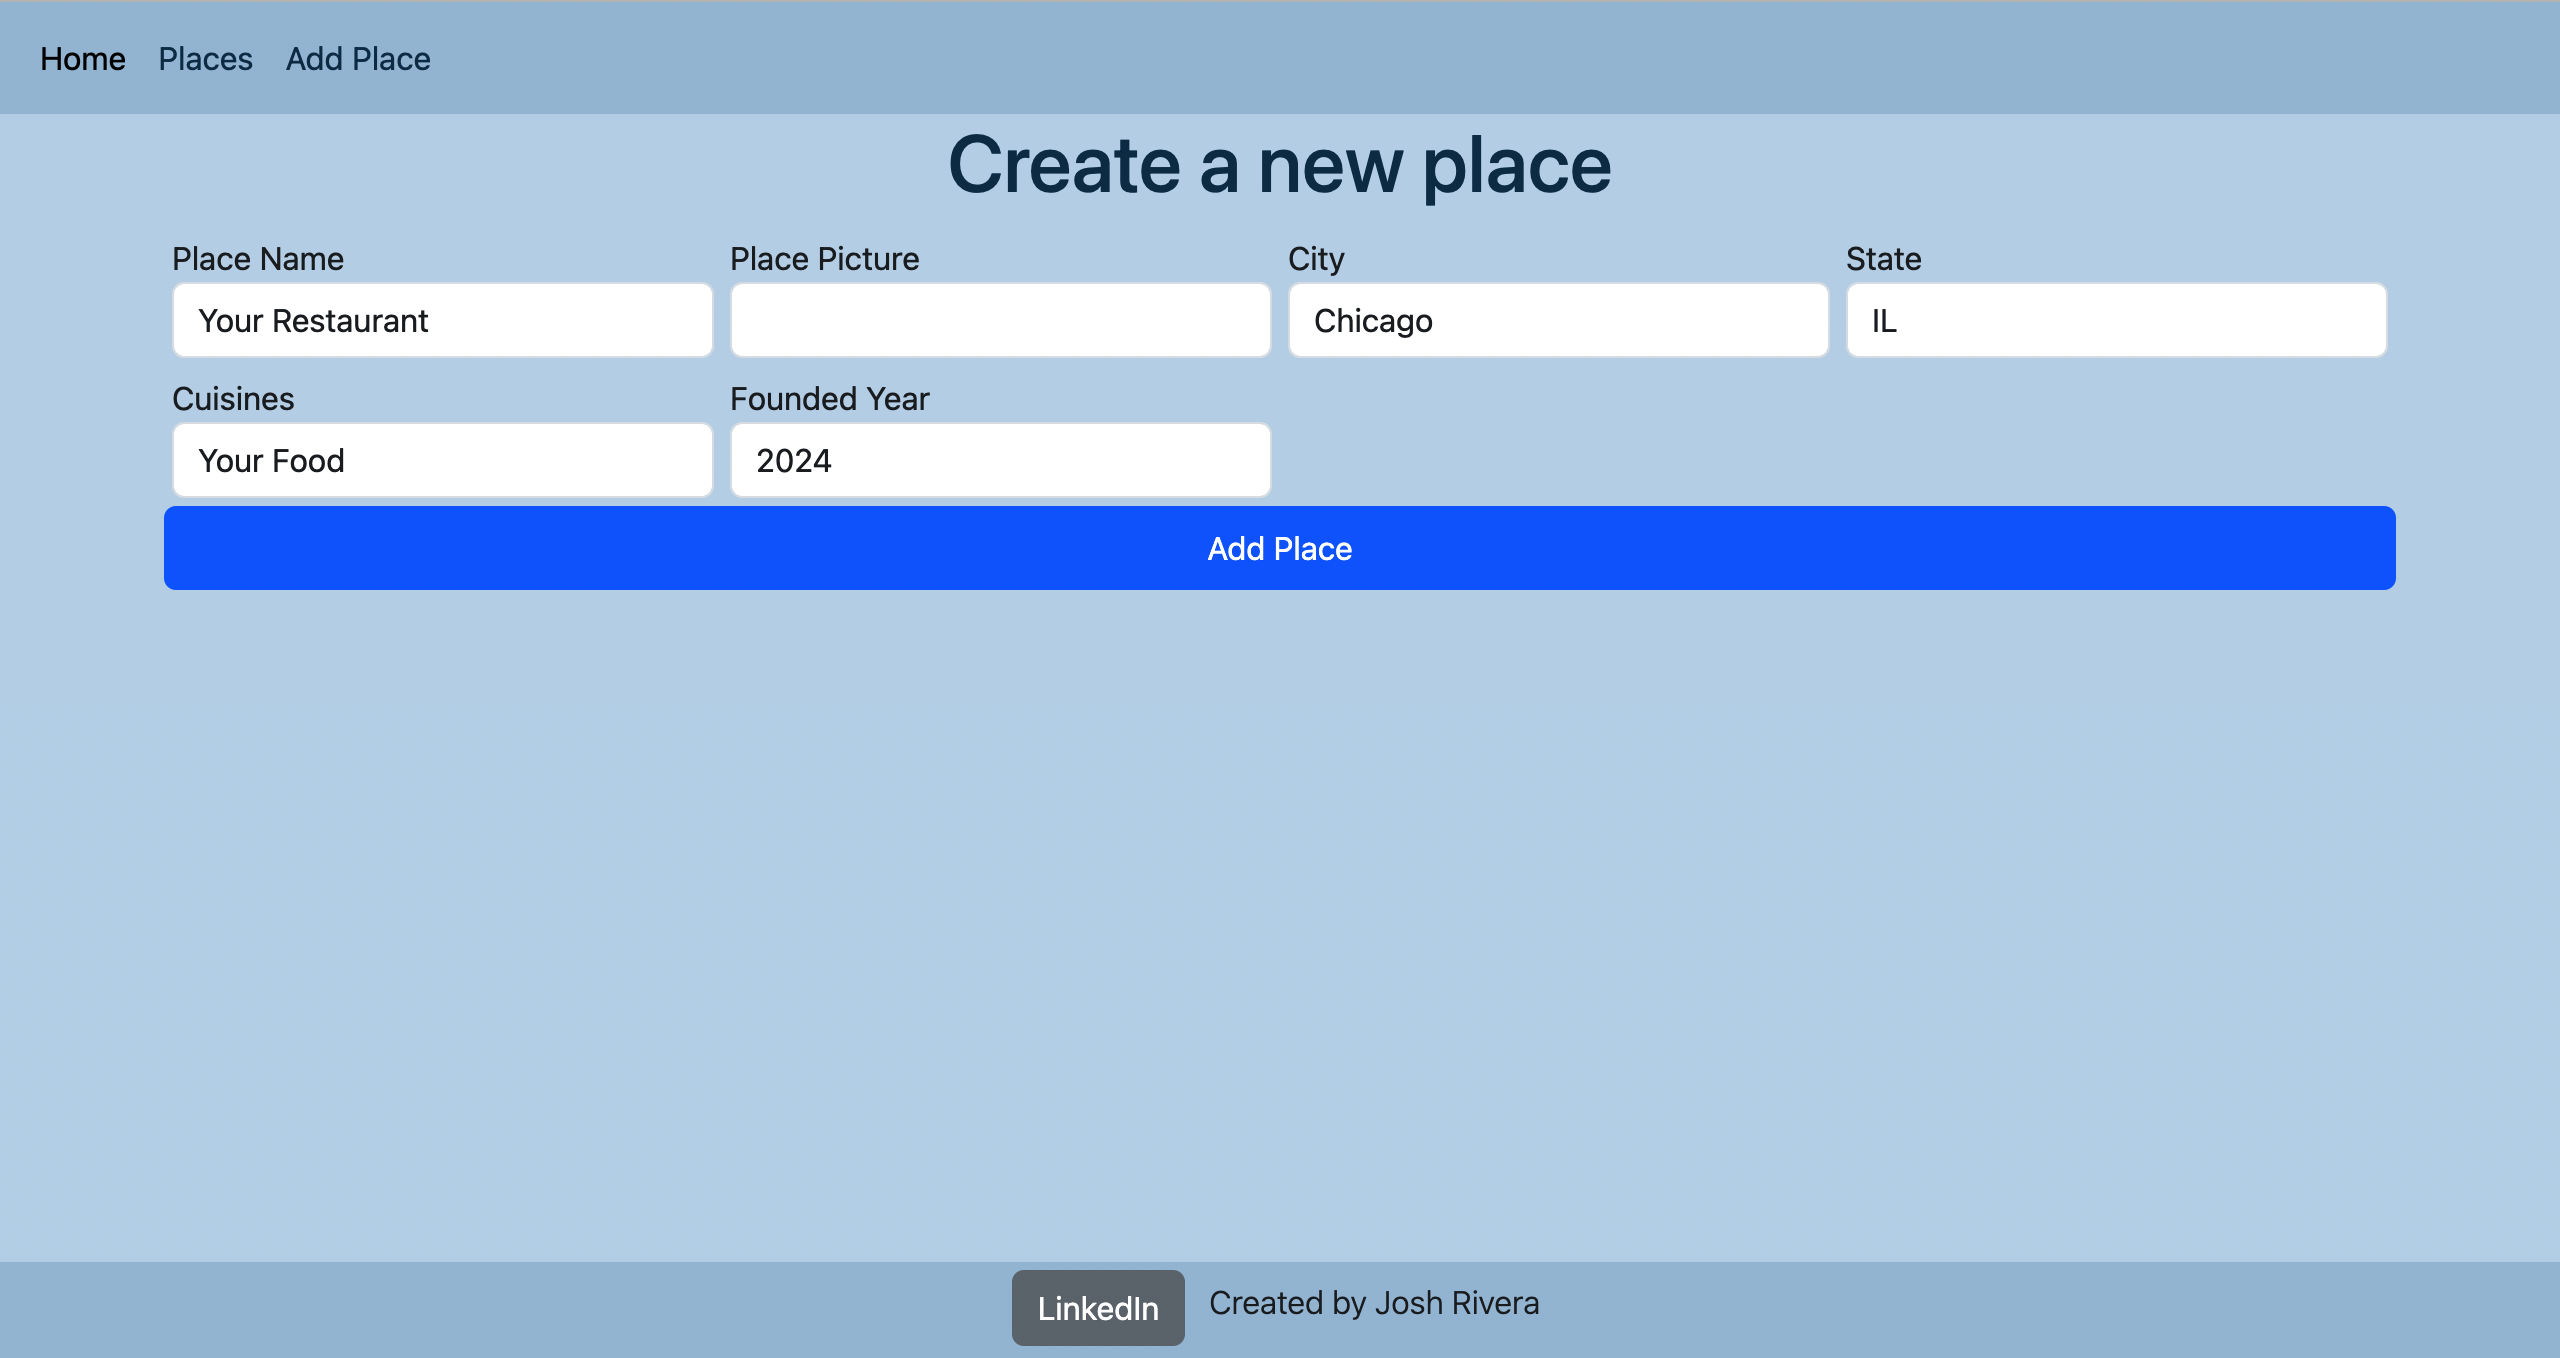 Home Places Add Place
Create a new place
Place Name Place Picture City State
Your Restaurant Chicago IL
Cuisines Founded Year
Your Food 2024
Add Place
LinkedIn Created by Josh Rivera